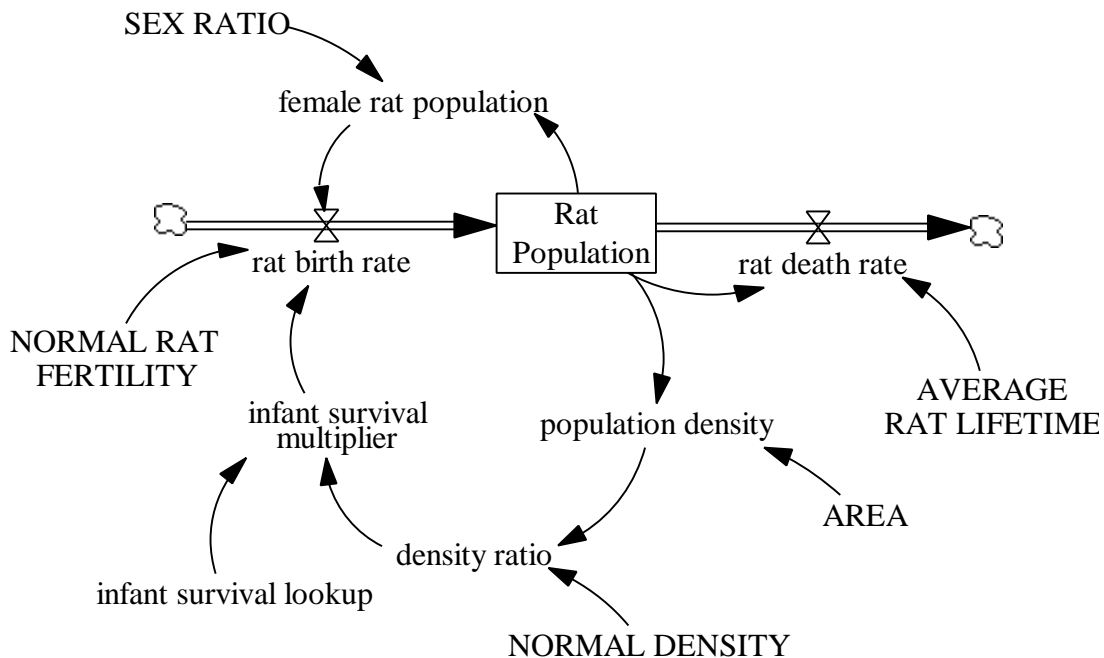 SEX RATIO
female rat population
Rat
Population
rat birth rate
rat death rate
NORMAL RAT
FERTILITY
infant survival
multiplier
population density
AVERAGE
RAT LIFETIME
AREA
density ratio
infant survival lookup
NORMAL DENSITY